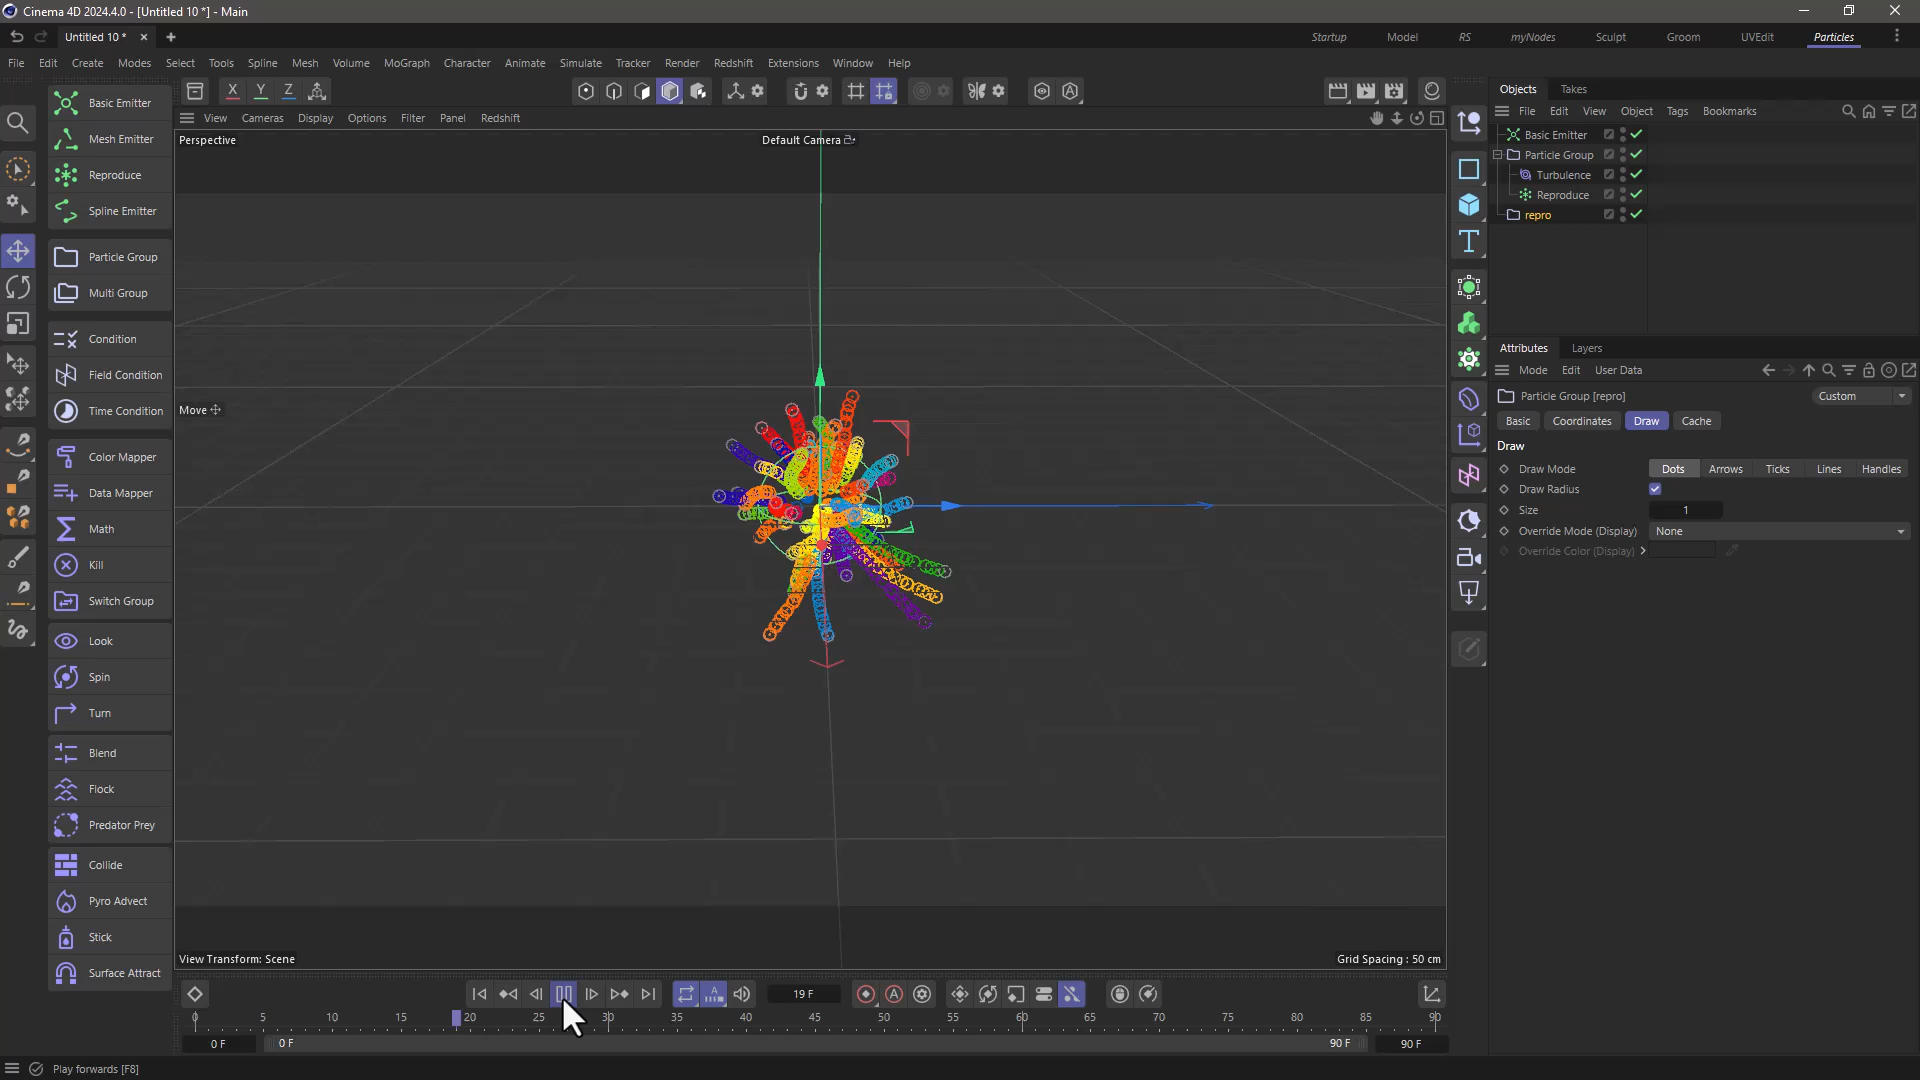 Cinema 4D 2024.4.0 - [Untitled 10 *] - Main
Untitled 10 *
Startup Model RS myNodes Sculpt Groom UVEdit Particles
File Edit Create Modes Select Tools Spline Mesh Volume MoGraph Character Animate Simulate Tracker Render Redshift Extensions Window Help
X Y Z
View Cameras Display Options Filter Panel Redshift
Perspective
Default Camera
Move
Basic Emitter
Mesh Emitter
Reproduce
Spline Emitter
Particle Group
Multi Group
Condition
Field Condition
Time Condition
Color Mapper
Data Mapper
Math
Kill
Switch Group
Look
Spin
Turn
Blend
Flock
Predator Prey
Collide
Pyro Advect
Stick
Surface Attract
Objects Takes
File Edit View Object Tags Bookmarks
Basic Emitter
Particle Group
Turbulence
Reproduce
repro
Attributes Layers
Mode Edit User Data
Particle Group [repro] Custom
Basic Coordinates Draw Cache
Draw
Draw Mode Dots Arrows Ticks Lines Handles
Draw Radius
Size 1
Override Mode (Display) None
Override Color (Display)
View Transform: Scene
Grid Spacing : 50 cm
19 F
0 5 10 15 20 25 30 35 40 45 50 55 60 65 70 75 80 85 90
0 F 0 F 90 F 90 F
Play forwards [F8]